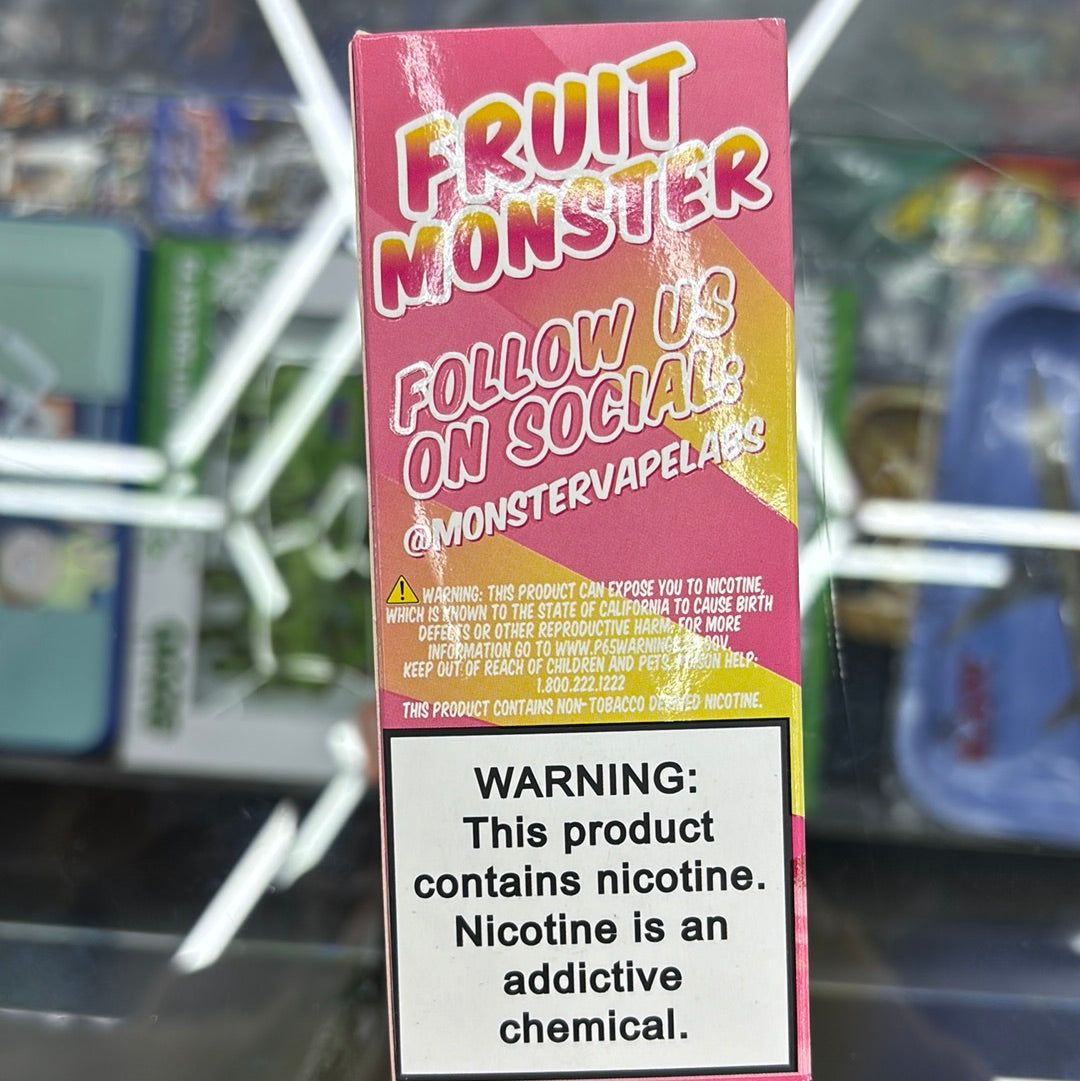 FRUIT
MONSTER
FOLLOW US
ON SOCIAL:
@MONSTERVAPELABS
WARNING: THIS PRODUCT CAN EXPOSE YOU TO NICOTINE,
WHICH IS KNOWN TO THE STATE OF CALIFORNIA TO CAUSE BIRTH
DEFECTS OR OTHER REPRODUCTIVE HARM. FOR MORE
INFORMATION GO TO
KEEP OUT OF REACH OF CHILDREN AND PETS. HELP:
1.800.222.1222
THIS PRODUCT CONTAINS NON-TOBACCO NICOTINE.
WARNING:
This product
contains nicotine.
Nicotine is an
addictive
chemical.
RAW